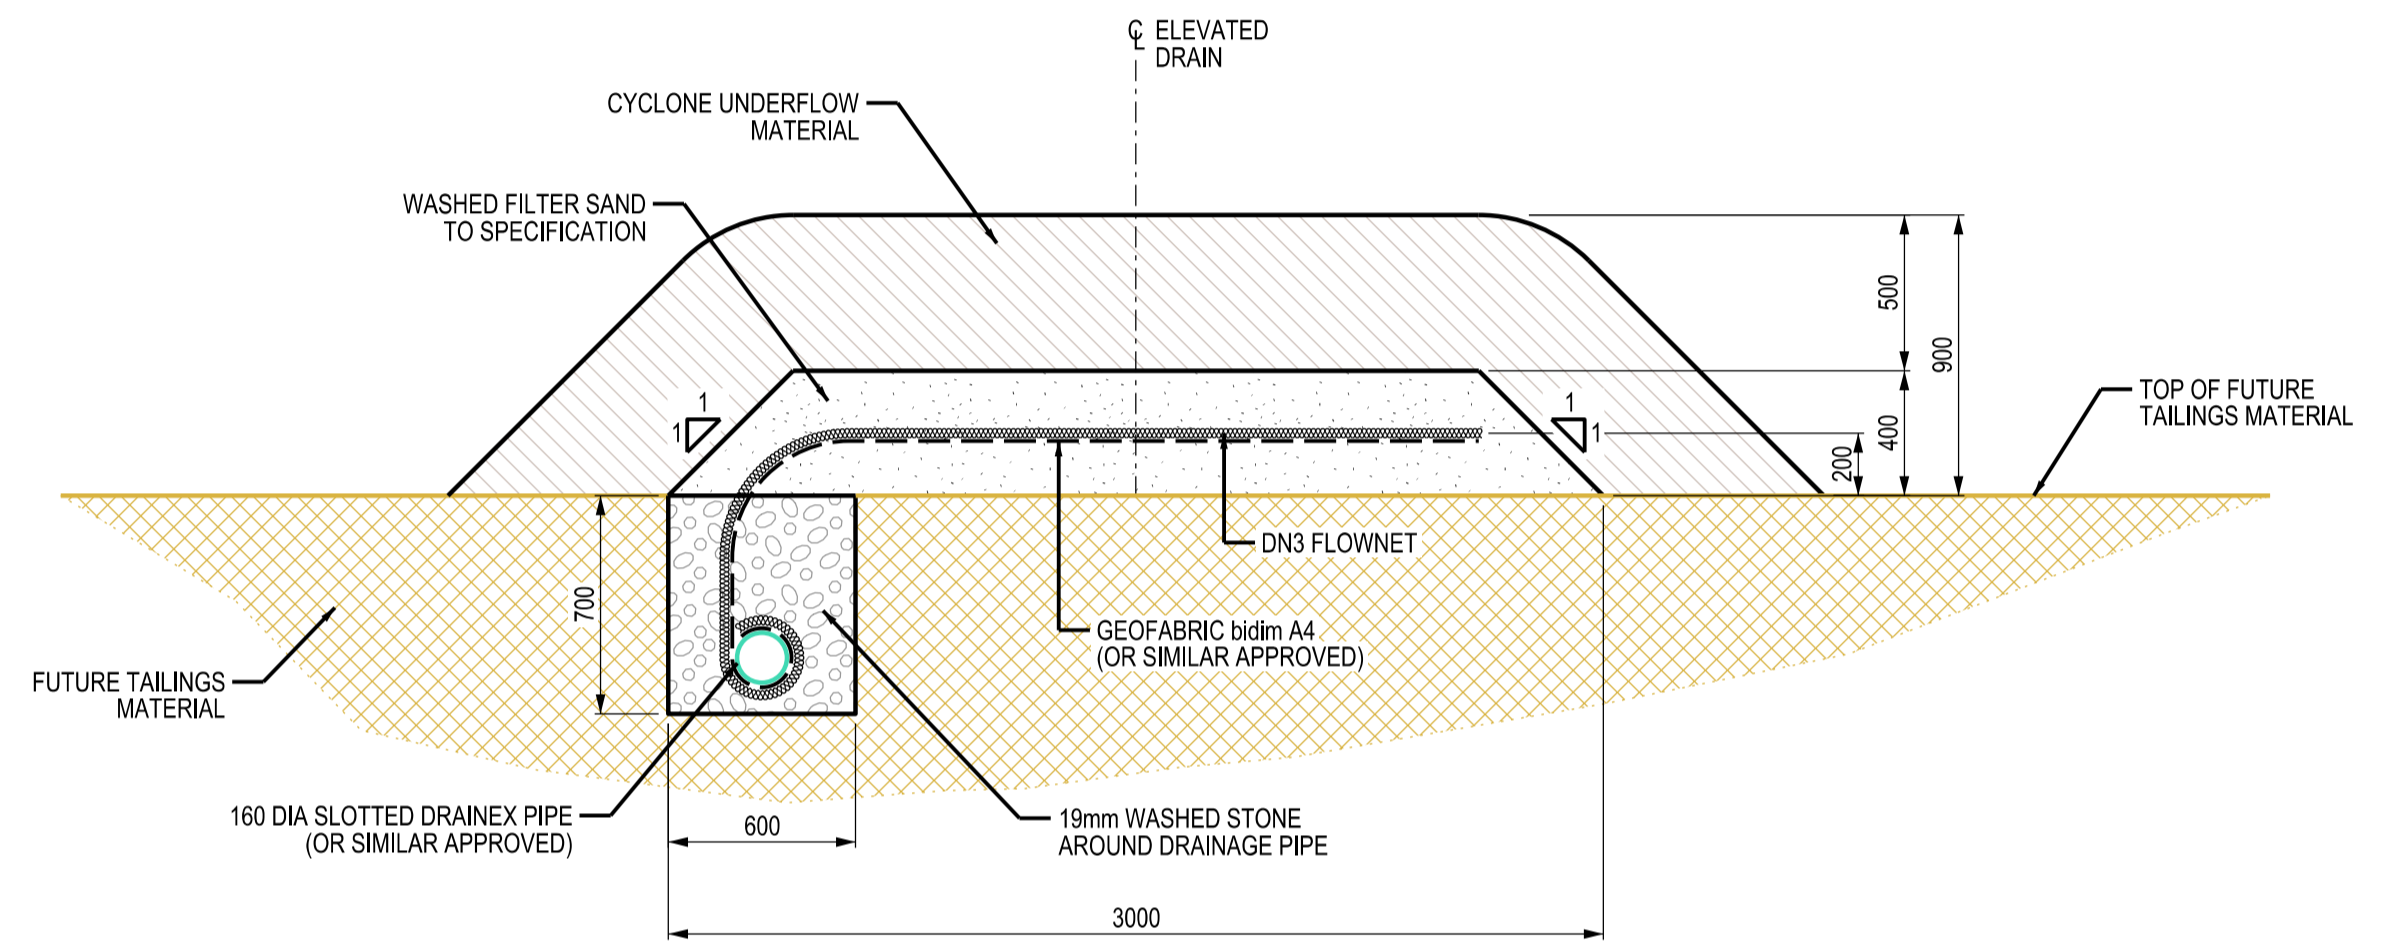 ℄ ELEVATED
DRAIN
CYCLONE UNDERFLOW
MATERIAL
WASHED FILTER SAND
TO SPECIFICATION
500
900
400
200
1
1
1
1
TOP OF FUTURE
TAILINGS MATERIAL
DN3 FLOWNET
GEOFABRIC bidim A4
(OR SIMILAR APPROVED)
700
FUTURE TAILINGS
MATERIAL
160 DIA SLOTTED DRAINEX PIPE
(OR SIMILAR APPROVED)
600
19mm WASHED STONE
AROUND DRAINAGE PIPE
3000